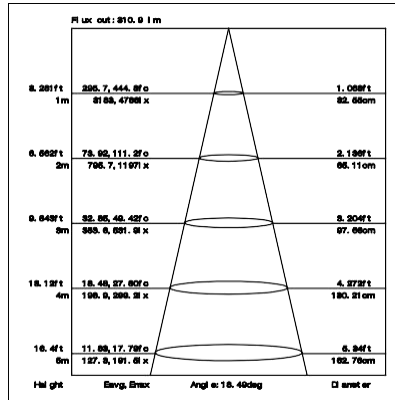 Flux out:310.9 lm
3.281ft 295.7,444.8fc 1.068ft
1m 3183,4788lx 32.55cm
6.562ft 73.92,111.2fc 2.136ft
2m 795.7,1197lx 65.11cm
9.843ft 32.85,49.42fc 3.204ft
3m 353.6,531.9lx 97.66cm
13.12ft 18.48,27.80fc 4.272ft
4m 198.9,299.2lx 130.21cm
16.4ft 11.83,17.79fc 5.34ft
5m 127.3,191.5lx 162.76cm
Height Eavg,Emax Angle:18.49deg Diameter